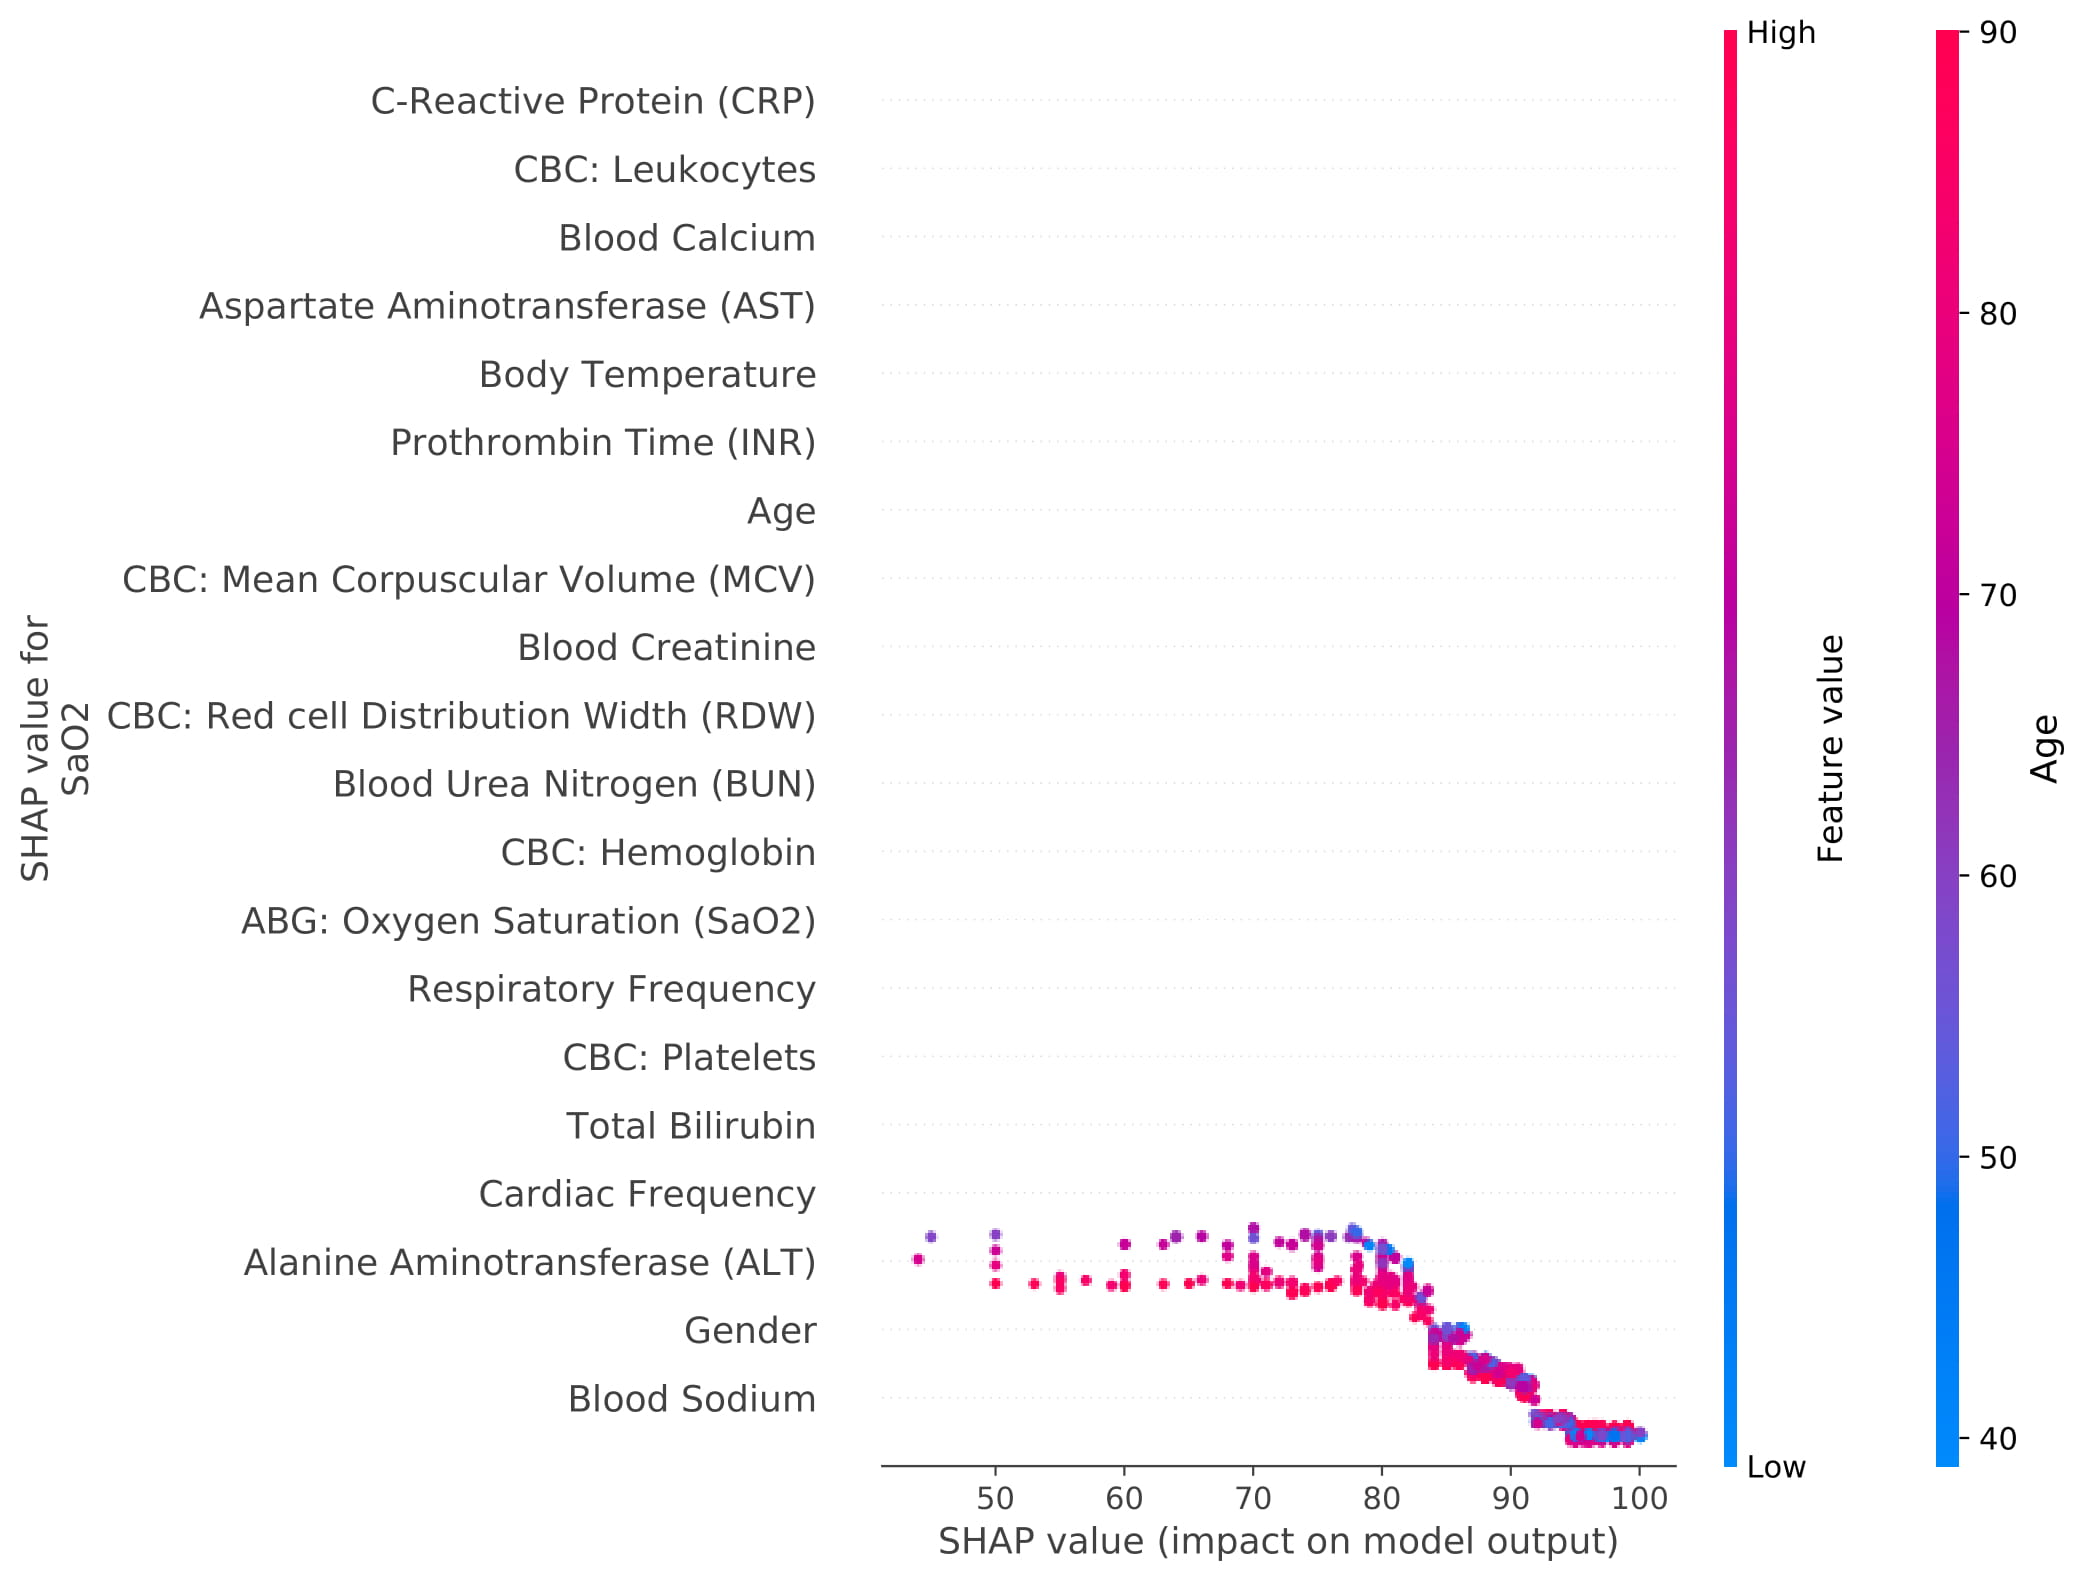 High
90
C-Reactive Protein (CRP)
CBC: Leukocytes
Blood Calcium
Aspartate Aminotransferase (AST)
80
Body Temperature
Prothrombin Time (INR)
Age
CBC: Mean Corpuscular Volume (MCV)
70
Blood Creatinine
CBC: Red cell Distribution Width (RDW)
Blood Urea Nitrogen (BUN)
CBC: Hemoglobin
60
ABG: Oxygen Saturation (SaO2)
Respiratory Frequency
CBC: Platelets
Total Bilirubin
50
Cardiac Frequency
Alanine Aminotransferase (ALT)
Gender
Blood Sodium
40
Low
SHAP value for
SaO2
Feature value
Age
50 60 70 80 90 100
SHAP value (impact on model output)